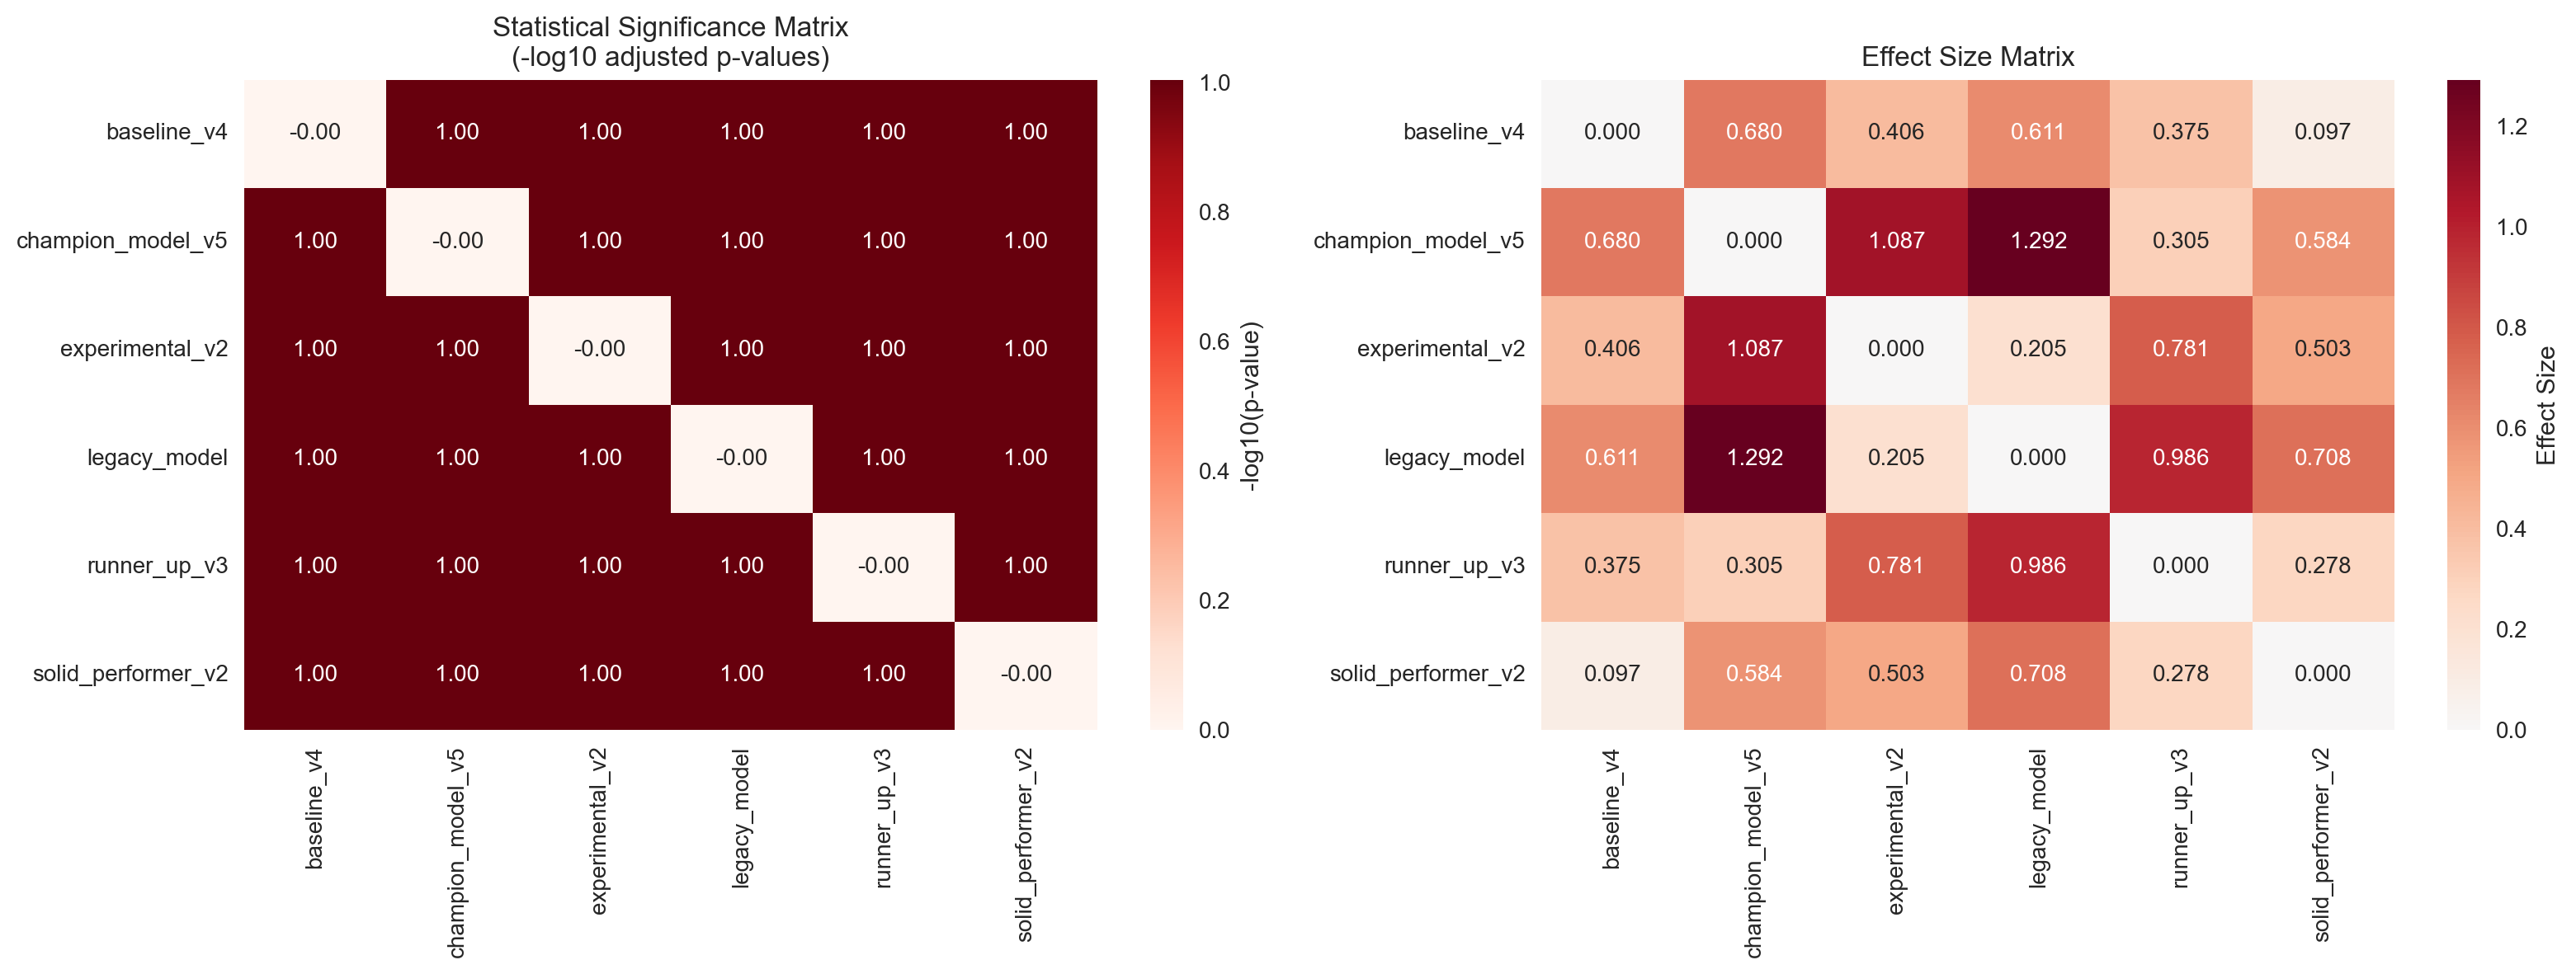 Statistical Significance Matrix
(-log10 adjusted p-values)
baseline_v4 -0.00 1.00 1.00 1.00 1.00 1.00
champion_model_v5 1.00 -0.00 1.00 1.00 1.00 1.00
experimental_v2 1.00 1.00 -0.00 1.00 1.00 1.00
legacy_model 1.00 1.00 1.00 -0.00 1.00 1.00
runner_up_v3 1.00 1.00 1.00 1.00 -0.00 1.00
solid_performer_v2 1.00 1.00 1.00 1.00 1.00 -0.00
baseline_v4
champion_model_v5
experimental_v2
legacy_model
runner_up_v3
solid_performer_v2
1.0
0.8
0.6
0.4
0.2
0.0
-log10(p-value)
Effect Size Matrix
baseline_v4 0.000 0.680 0.406 0.611 0.375 0.097
champion_model_v5 0.680 0.000 1.087 1.292 0.305 0.584
experimental_v2 0.406 1.087 0.000 0.205 0.781 0.503
legacy_model 0.611 1.292 0.205 0.000 0.986 0.708
runner_up_v3 0.375 0.305 0.781 0.986 0.000 0.278
solid_performer_v2 0.097 0.584 0.503 0.708 0.278 0.000
baseline_v4
champion_model_v5
experimental_v2
legacy_model
runner_up_v3
solid_performer_v2
1.2
1.0
0.8
0.6
0.4
0.2
0.0
Effect Size